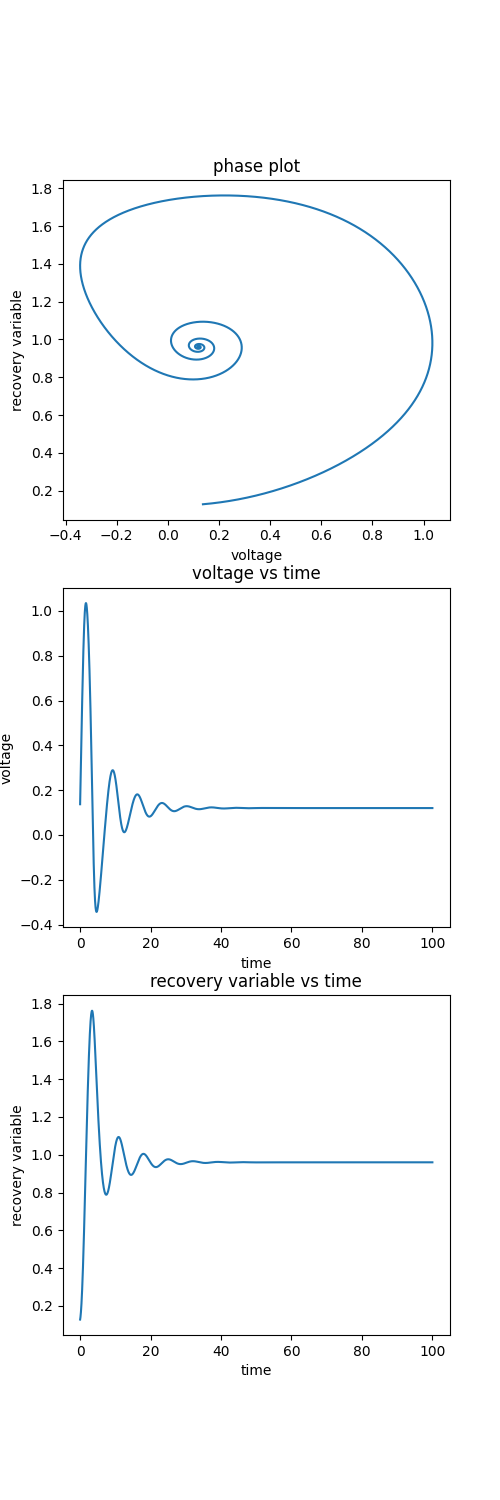 phase plot
1.8
1.6
1.4
1.2
1.0
0.8
0.6
0.4
0.2
recovery variable
−0.4 −0.2 0.0 0.2 0.4 0.6 0.8 1.0
voltage
voltage vs time
1.0
0.8
0.6
0.4
0.2
0.0
−0.2
−0.4
voltage
0 20 40 60 80 100
time
recovery variable vs time
1.8
1.6
1.4
1.2
1.0
0.8
0.6
0.4
0.2
recovery variable
0 20 40 60 80 100
time